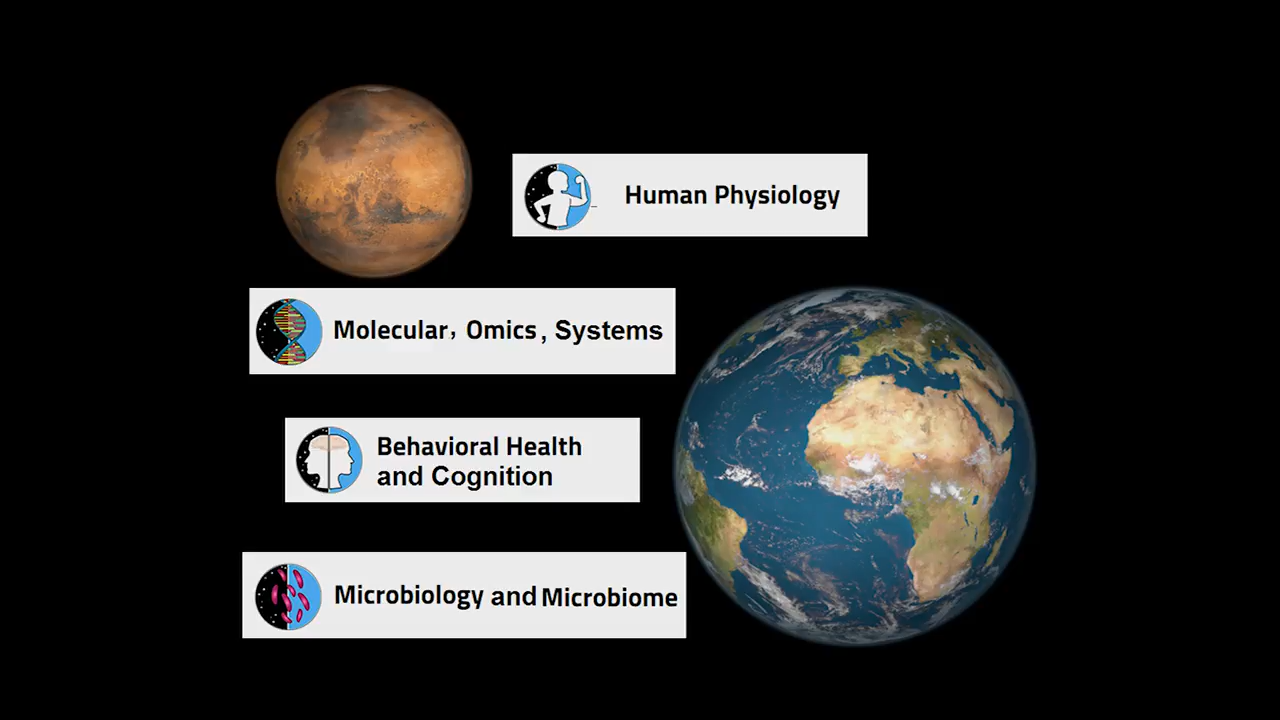 Human Physiology
Molecular, Omics, Systems
Behavioral Health
and Cognition
Microbiology and Microbiome